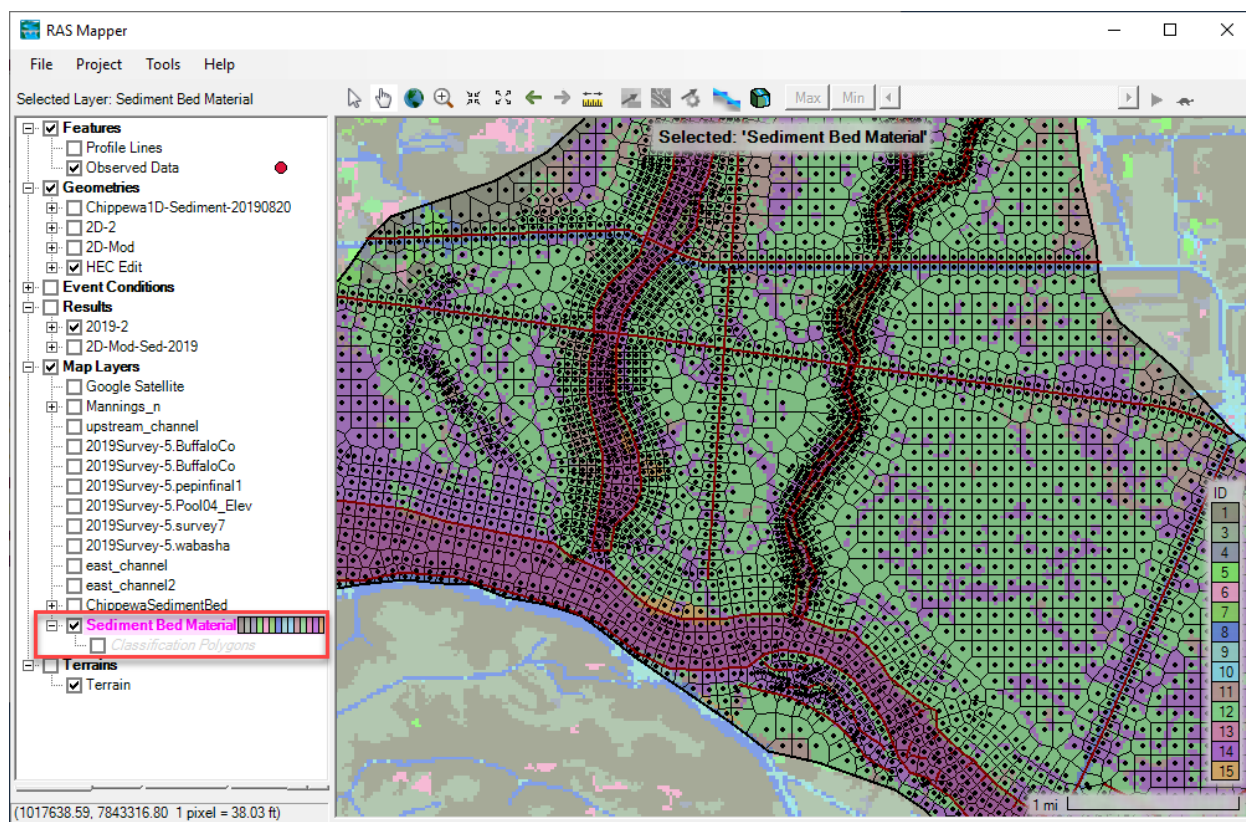 RAS Mapper
File Project Tools Help
Selected Layer: Sediment Bed Material
Max Min
Features
Profile Lines
Observed Data
Geometries
Chippewa1D-Sediment-20190820
2D-2
2D-Mod
HEC Edit
Event Conditions
Results
2019-2
2D-Mod-Sed-2019
Map Layers
Google Satellite
Mannings_n
upstream_channel
2019Survey-5.BuffaloCo
2019Survey-5.BuffaloCo
2019Survey-5.pepinfinal1
2019Survey-5.Pool04_Elev
2019Survey-5.survey7
2019Survey-5.wabasha
east_channel
east_channel2
ChippewaSedimentBed
Sediment Bed Material
Classification Polygons
Terrains
Terrain
(1017638.59, 7843316.80 1 pixel = 38.03 ft)
Selected: 'Sediment Bed Material'
ID
1
3
4
5
6
7
8
9
10
11
12
13
14
15
1 mi